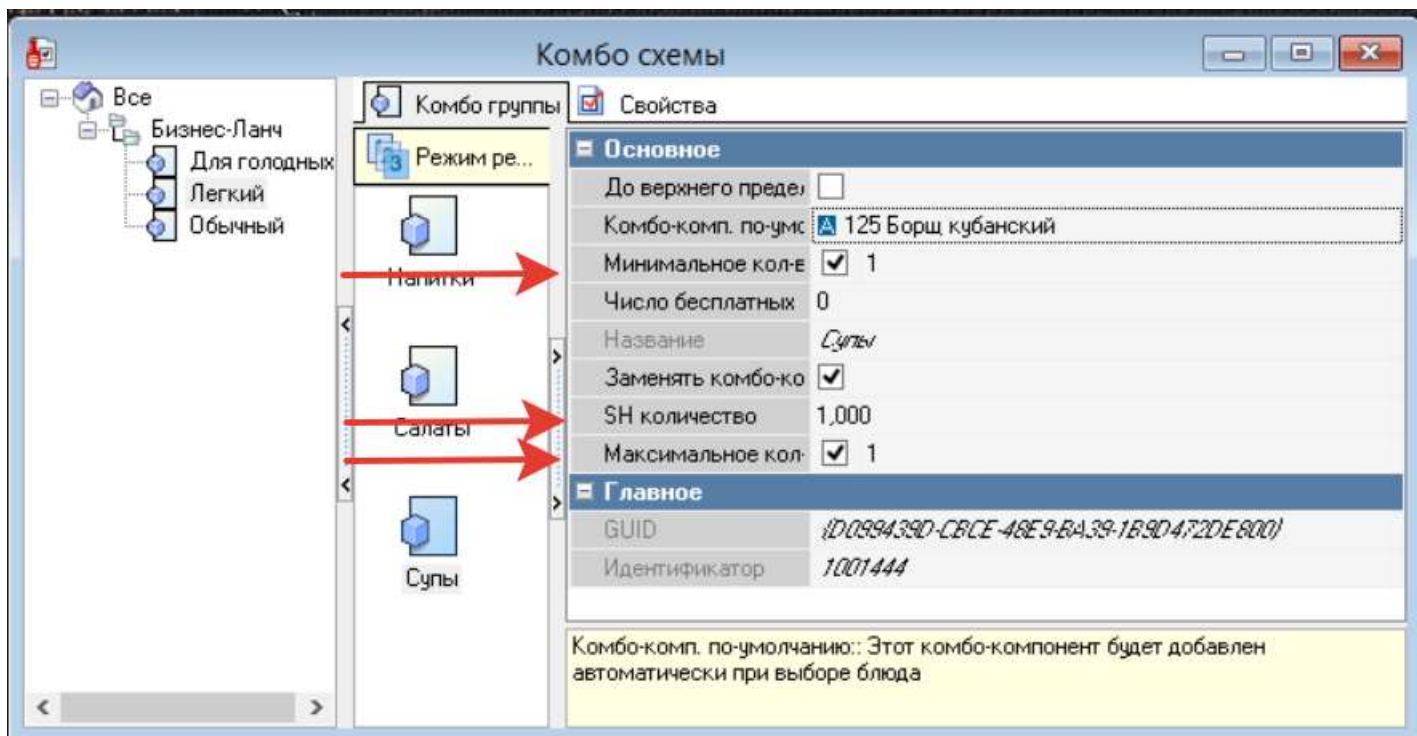 Комбо схемы
Все
Бизнес-Ланч
Для голодных
Легкий
Обычный
Комбо группы
Свойства
Режим ре...
Напитки
Салаты
Супы
Основное
До верхнего преде
Комбо-комп. по-умс 125 Борщ кубанский
Минимальное кол-в 1
Число бесплатных 0
Название Супы
Заменять комбо-ко
SH количество 1,000
Максимальное кол- 1
Главное
GUID {D099439D-CBCE-48E9-BA39-1B9D472DE800}
Идентификатор 1001444
Комбо-комп. по-умолчанию:: Этот комбо-компонент будет добавлен
автоматически при выборе блюда